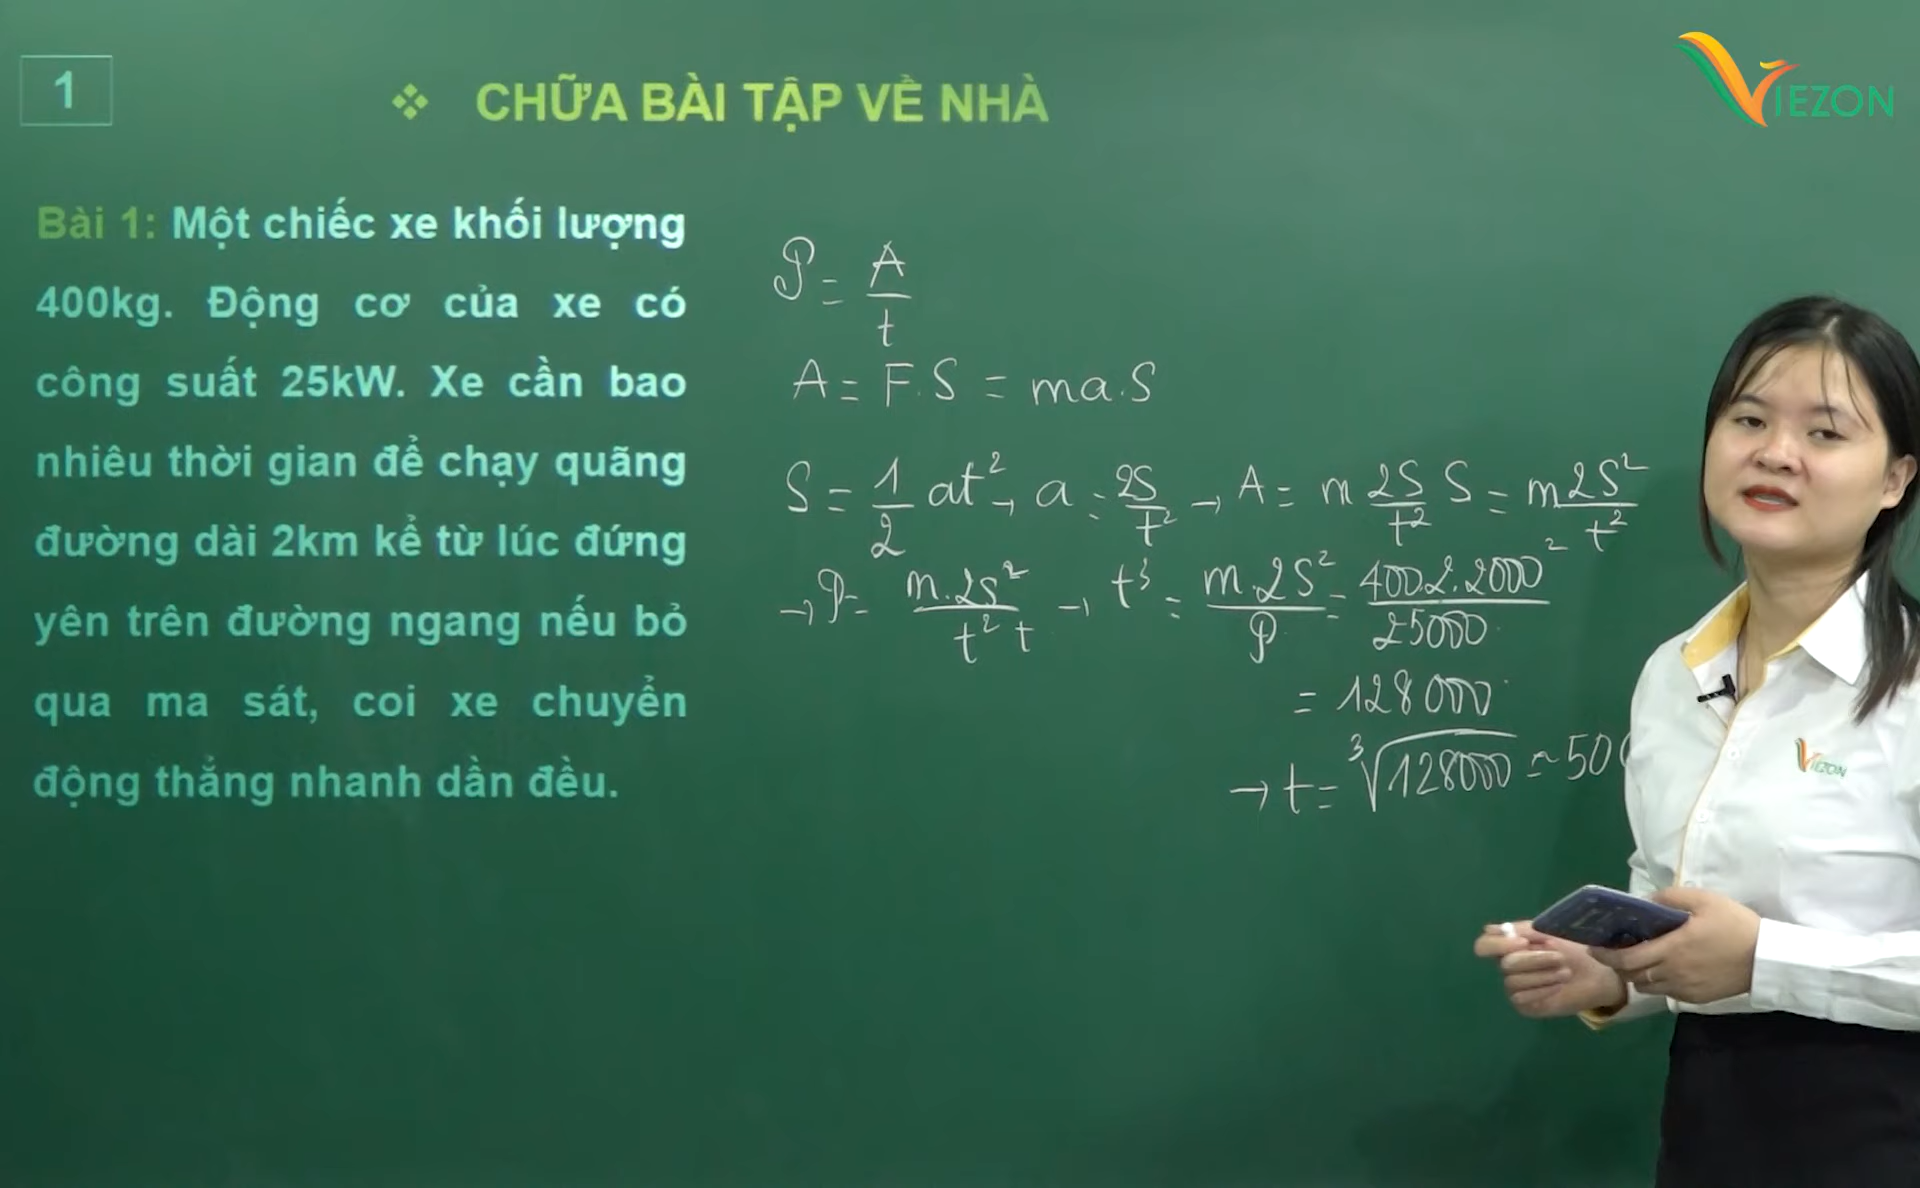 1
❖ CHỮA BÀI TẬP VỀ NHÀ
VIEZON
Bài 1: Một chiếc xe khối lượng
400kg. Động cơ của xe có
công suất 25kW. Xe cần bao
nhiêu thời gian để chạy quãng
đường dài 2km kể từ lúc đứng
yên trên đường ngang nếu bỏ
qua ma sát, coi xe chuyển
động thẳng nhanh dần đều.
P = A/t
A = F.S = ma.S
S = 1/2 at² → a = 2S/t² → A = m 2S/t² S = m2S²/t²
→ P = m.2s²/t² t → t³ = m.2S²/P = 400.2.2000²/25000
= 128000
→ t = ³√128000 ≃ 50
VIEZON